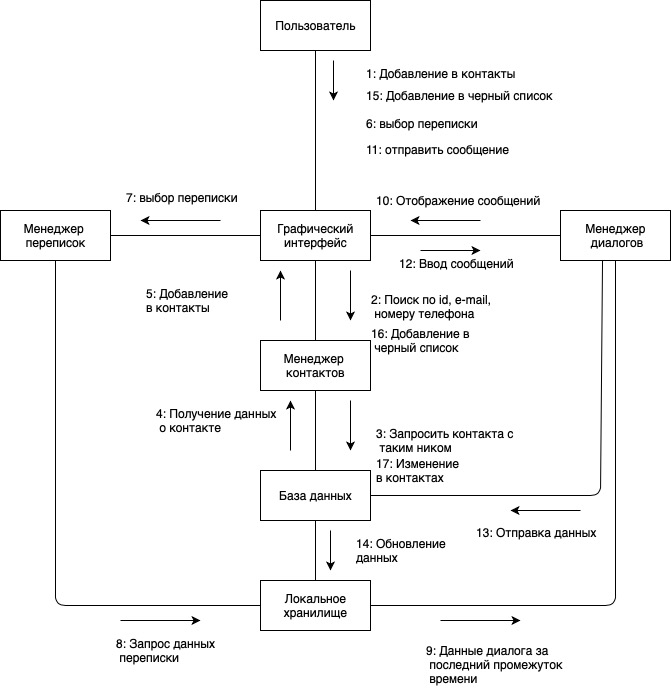 Пользователь
1: Добавление в контакты
15: Добавление в черный список
6: выбор переписки
11: отправить сообщение
7: выбор переписки
10: Отображение сообщений
Менеджер
переписок
Графический
интерфейс
Менеджер
диалогов
12: Ввод сообщений
5: Добавление
в контакты
2: Поиск по id, e-mail,
номеру телефона
16: Добавление в
черный список
Менеджер
контактов
4: Получение данных
о контакте
3: Запросить контакта с
таким ником
17: Изменение
в контактах
База данных
13: Отправка данных
14: Обновление
данных
Локальное
хранилище
8: Запрос данных
переписки
9: Данные диалога за
последний промежуток
времени